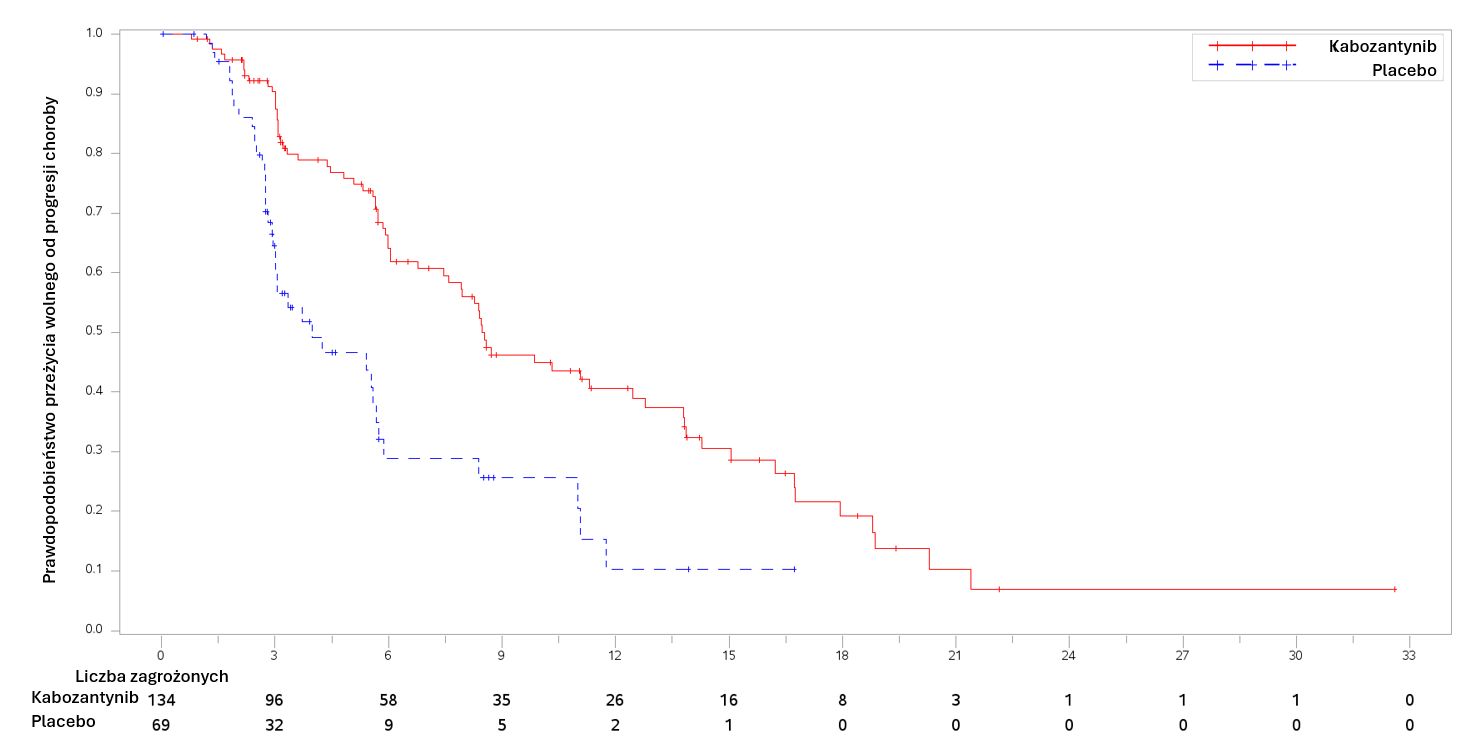 Prawdopodobieństwo przeżycia wolnego od progresji choroby
1.0
0.9
0.8
0.7
0.6
0.5
0.4
0.3
0.2
0.1
0.0
Kabozantynib
Placebo
0 3 6 9 12 15 18 21 24 27 30 33
Liczba zagrożonych
Kabozantynib 134 96 58 35 26 16 8 3 1 1 1 0
Placebo 69 32 9 5 2 1 0 0 0 0 0 0